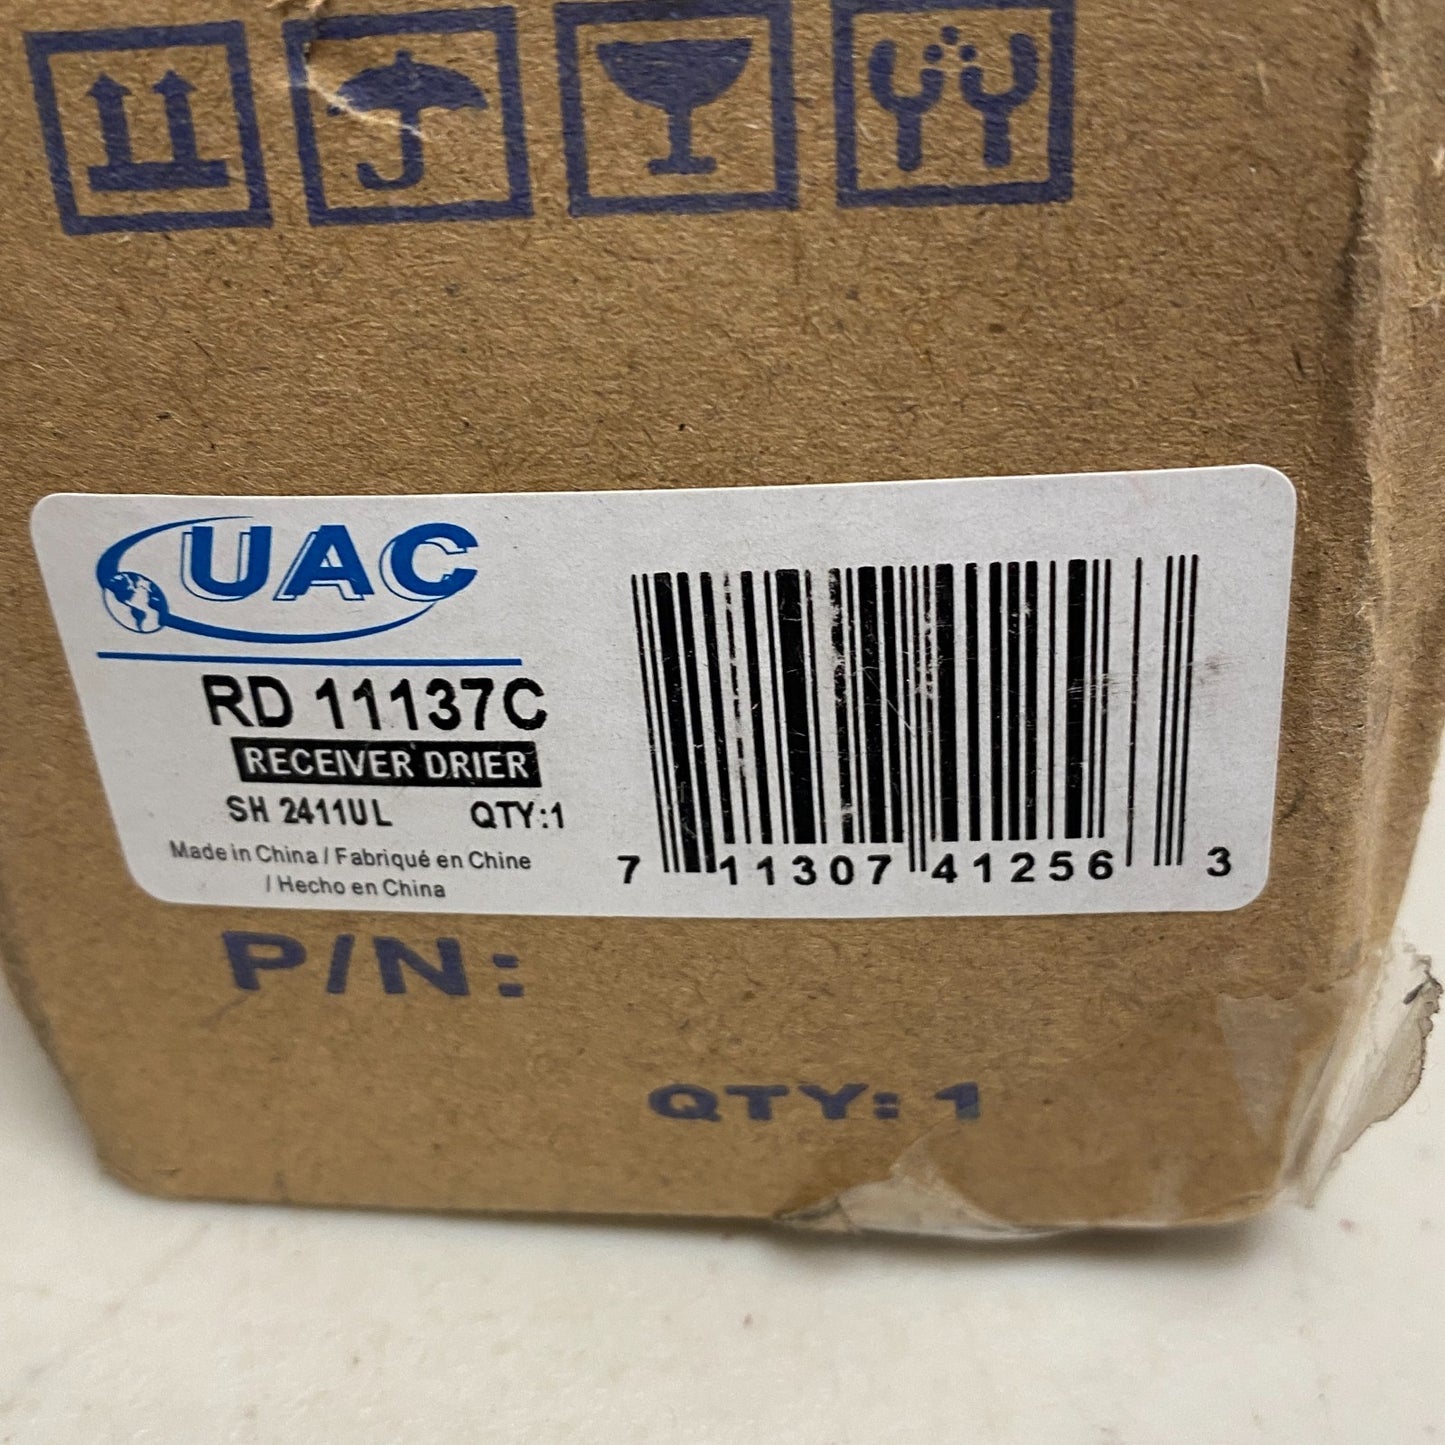 UAC
RD 11137C
RECEIVER DRIER
SH 2411UL QTY:1
Made in China / Fabriqué en Chine
/ Hecho en China
7 11307 41256 3
P/N:
QTY: 1